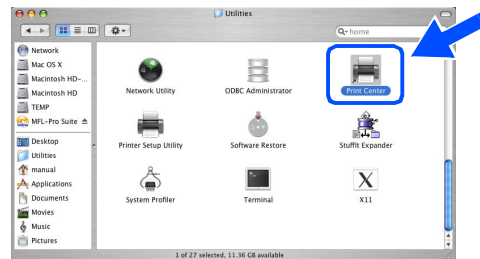 Utilities
home
Network
Mac OS X
Macintosh HD-...
Macintosh HD
TEMP
MFL-Pro Suite
Desktop
Utilities
manual
Applications
Documents
Movies
Music
Pictures
Network Utility
ODBC Administrator
Print Center
Printer Setup Utility
Software Restore
StuffIt Expander
System Profiler
Terminal
X11
1 of 27 selected, 11.36 GB available